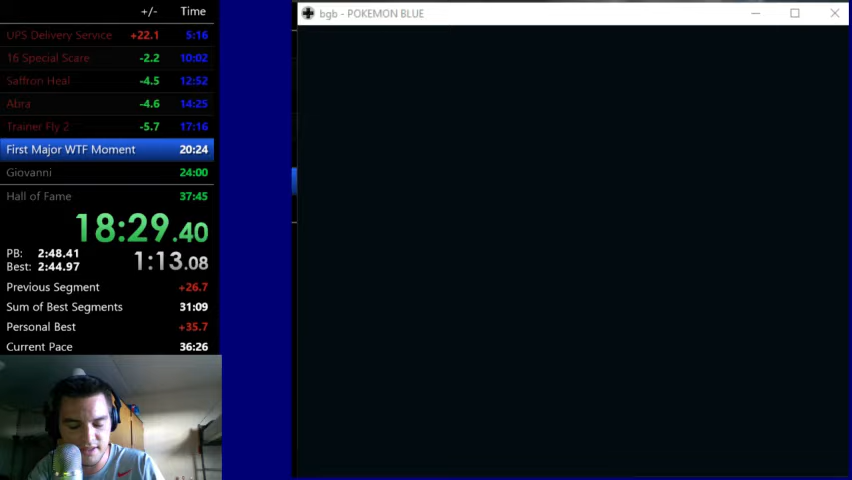 +/- Time
UPS Delivery Service +22.1 5:16
16 Special Scare -2.2 10:02
Saffron Heal -4.5 12:52
Abra -4.6 14:25
Trainer Fly 2 -5.7 17:16
First Major WTF Moment 20:24
Giovanni 24:00
Hall of Fame 37:45
18:29.40
PB: 2:48.41
Best: 2:44.97
1:13.08
Previous Segment +26.7
Sum of Best Segments 31:09
Personal Best +35.7
Current Pace 36:26
bgb - POKEMON BLUE